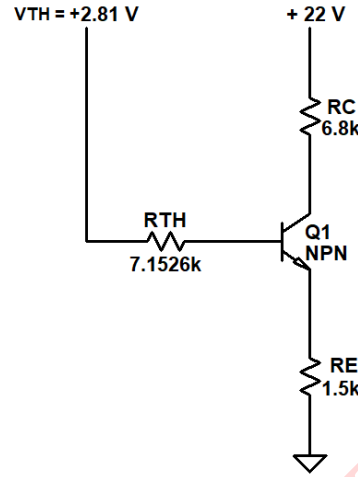 VTH = +2.81 V
+ 22 V
RC
6.8k
RTH
7.1526k
Q1
NPN
RE
1.5k